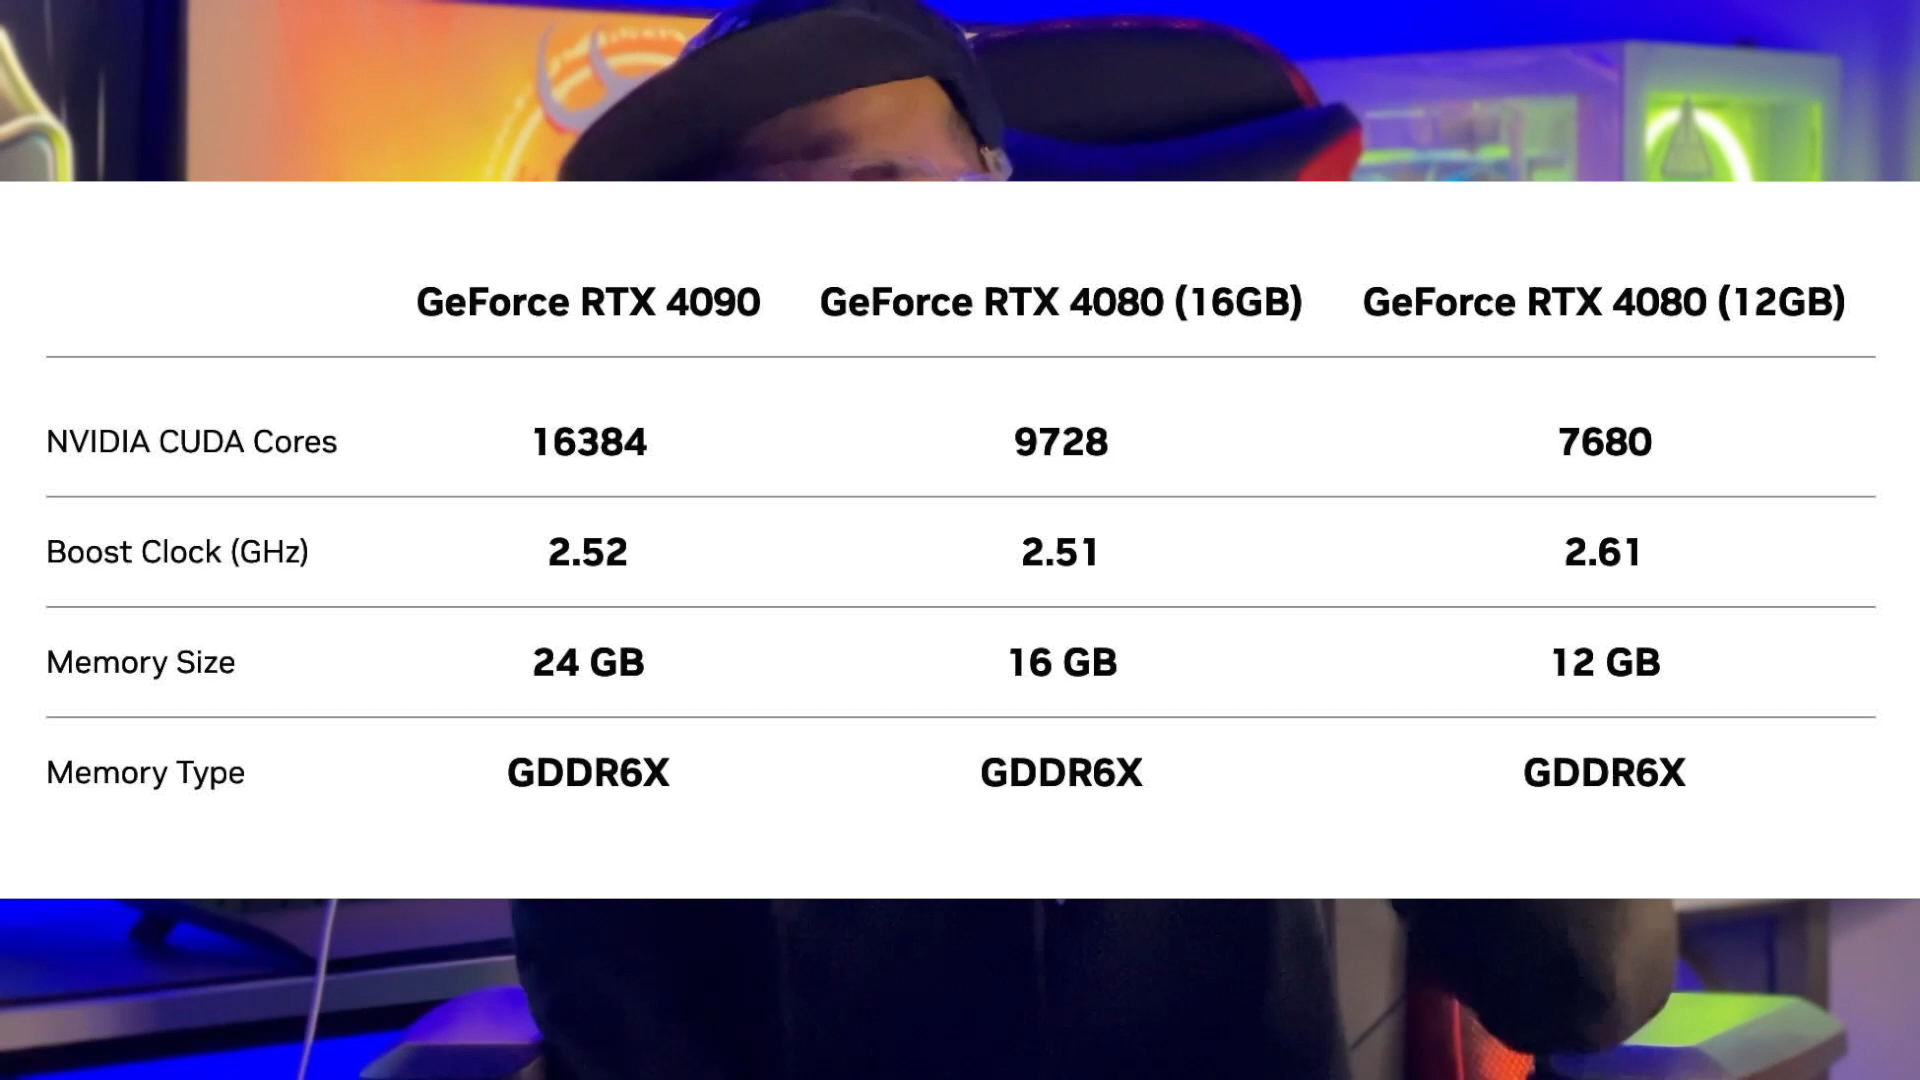 GeForce RTX 4090 GeForce RTX 4080 (16GB) GeForce RTX 4080 (12GB)
NVIDIA CUDA Cores 16384 9728 7680
Boost Clock (GHz) 2.52 2.51 2.61
Memory Size 24 GB 16 GB 12 GB
Memory Type GDDR6X GDDR6X GDDR6X